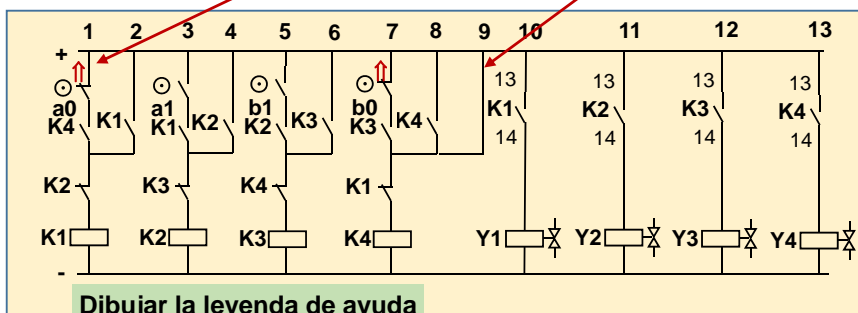 1 2 3 4 5 6 7 8 9 10 11 12 13
+
13 13 13 13
a0 a1 b1 b0
K4 K1 K1 K2 K2 K3 K3 K4 K1 K2 K3 K4
14 14 14 14
K2 K3 K4 K1
K1 K2 K3 K4 Y1 Y2 Y3 Y4
-
Dibujar la leyenda de ayuda